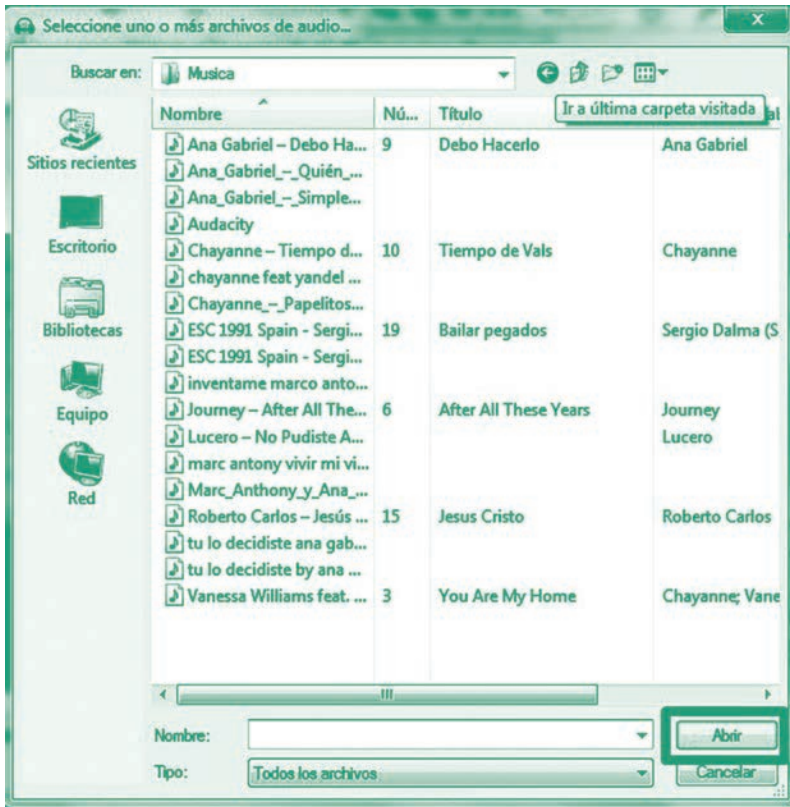 Seleccione uno o más archivos de audio...
Buscar en: Musica
Ir a última carpeta visitada
Nombre Nú... Título
Ana Gabriel – Debo Ha... 9 Debo Hacerlo Ana Gabriel
Ana_Gabriel_-_Quién_...
Ana_Gabriel_-_Simple...
Audacity
Chayanne – Tiempo d... 10 Tiempo de Vals Chayanne
chayanne feat yandel ...
Chayanne_-_Papelitos...
ESC 1991 Spain - Sergi... 19 Bailar pegados Sergio Dalma (S
ESC 1991 Spain - Sergi...
inventame marco anto...
Journey – After All The... 6 After All These Years Journey
Lucero – No Pudiste A... Lucero
marc antony vivir mi vi...
Marc_Anthony_y_Ana_...
Roberto Carlos – Jesús ... 15 Jesus Cristo Roberto Carlos
tu lo decidiste ana gab...
tu lo decidiste by ana ...
Vanessa Williams feat. ... 3 You Are My Home Chayanne; Vane
Sitios recientes
Escritorio
Bibliotecas
Equipo
Red
Nombre:
Abrir
Tipo: Todos los archivos
Cancelar